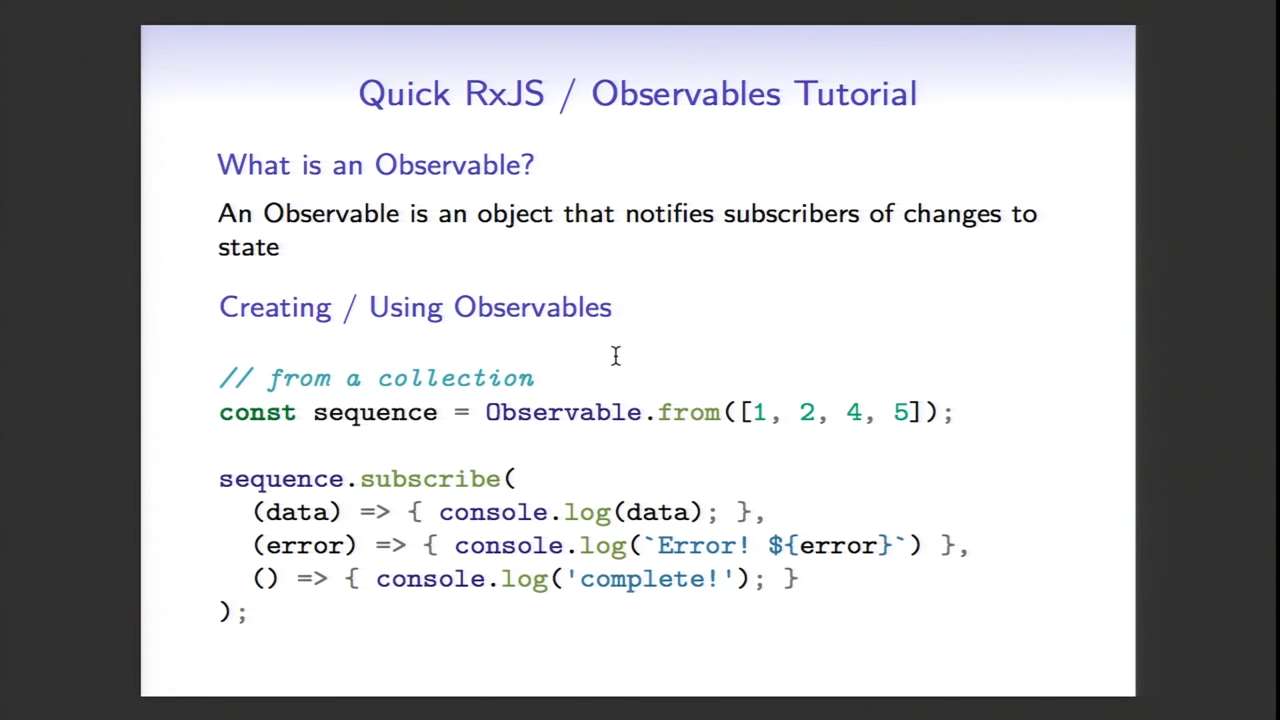 Quick RxJS / Observables Tutorial
What is an Observable?
An Observable is an object that notifies subscribers of changes to
state
Creating / Using Observables
// from a collection
const sequence = Observable.from([1, 2, 4, 5]);
sequence.subscribe(
  (data) => { console.log(data); },
  (error) => { console.log(`Error! ${error}`) },
  () => { console.log('complete!'); }
);